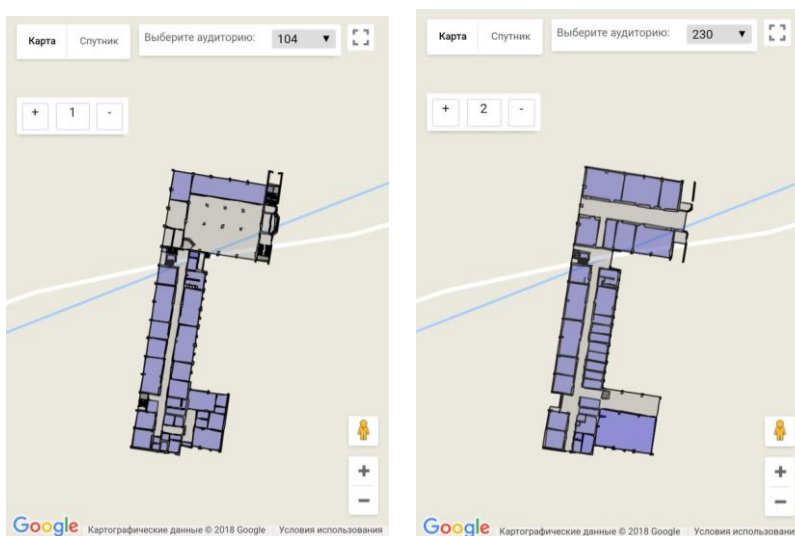 Карта Спутник Выберите аудиторию: 104 ▼
+ 1 -
+
−
Google Картографические данные © 2018 Google Условия использования
Карта Спутник Выберите аудиторию: 230 ▼
+ 2 -
+
−
Google Картографические данные © 2018 Google Условия использовани